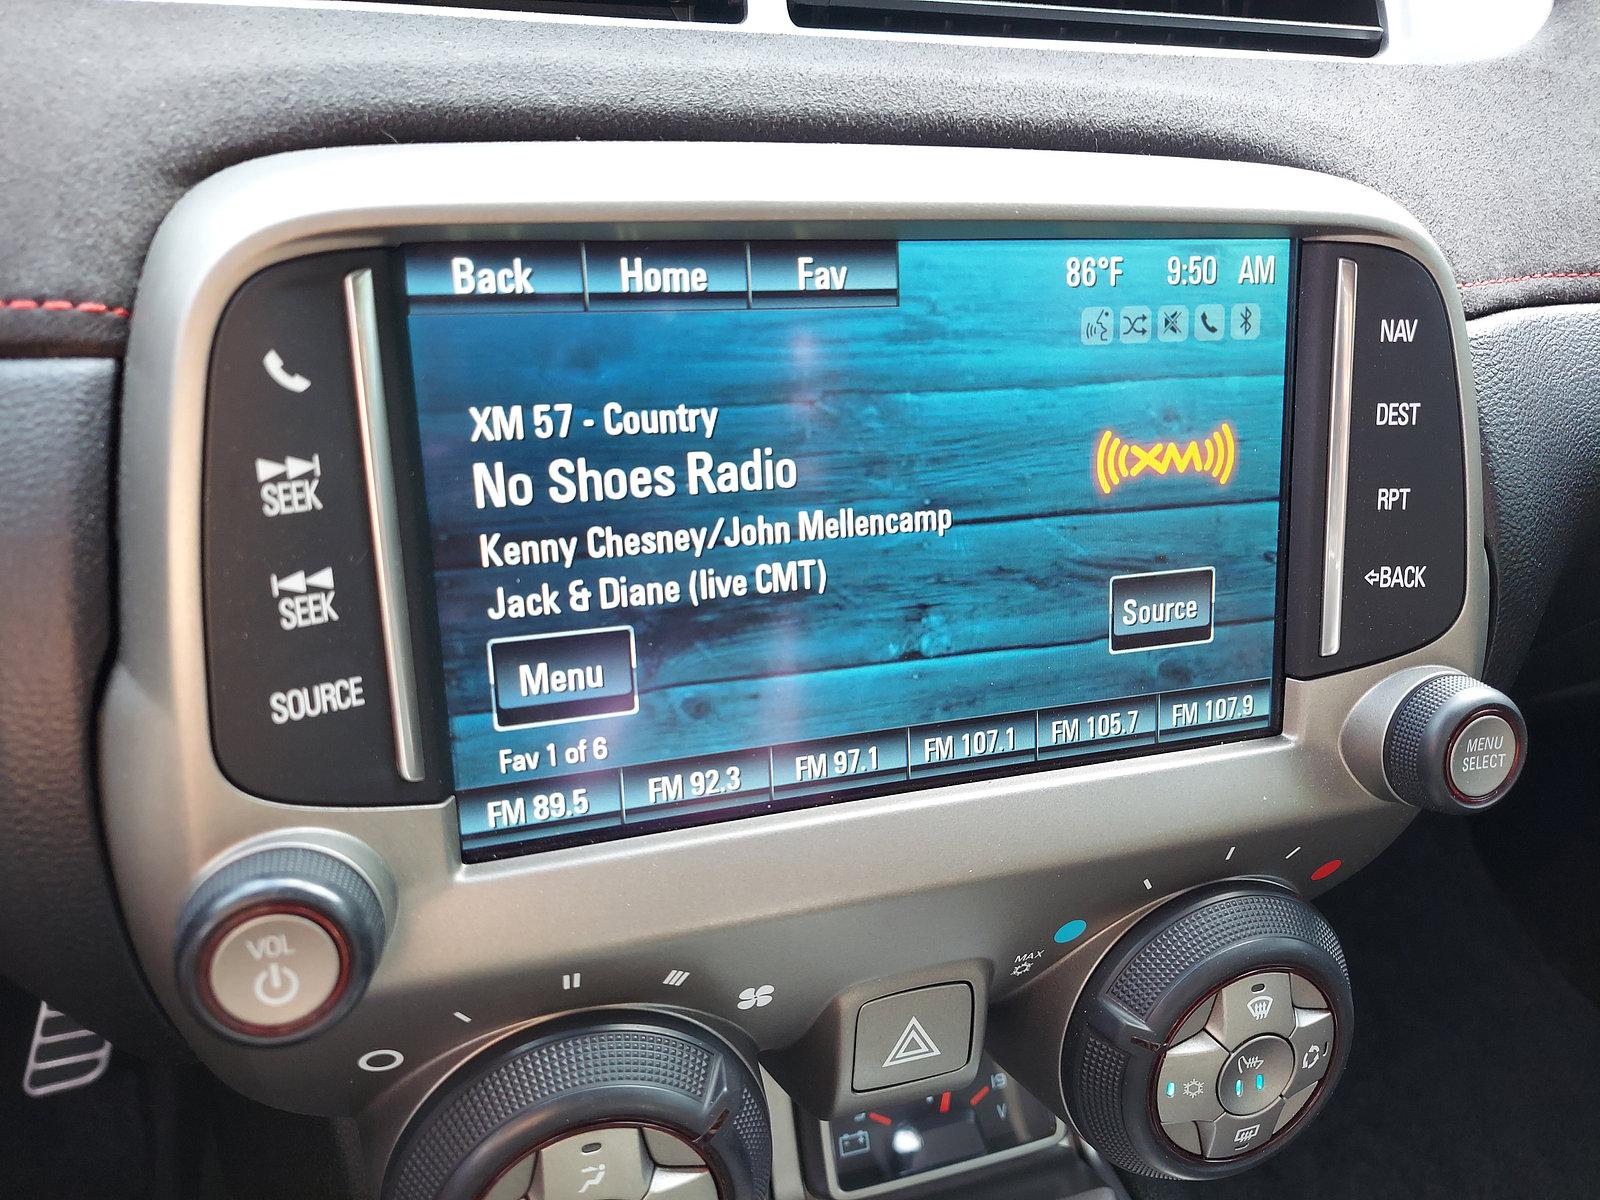 Back Home Fav 86°F 9:50 AM
XM 57 - Country
No Shoes Radio
Kenny Chesney/John Mellencamp
Jack & Diane (live CMT)
XM
Menu
Source
Fav 1 of 6
FM 89.5 FM 92.3 FM 97.1 FM 107.1 FM 105.7 FM 107.9
SEEK
SEEK
SOURCE
NAV
DEST
RPT
BACK
MENU
SELECT
VOL
MAX
19
V